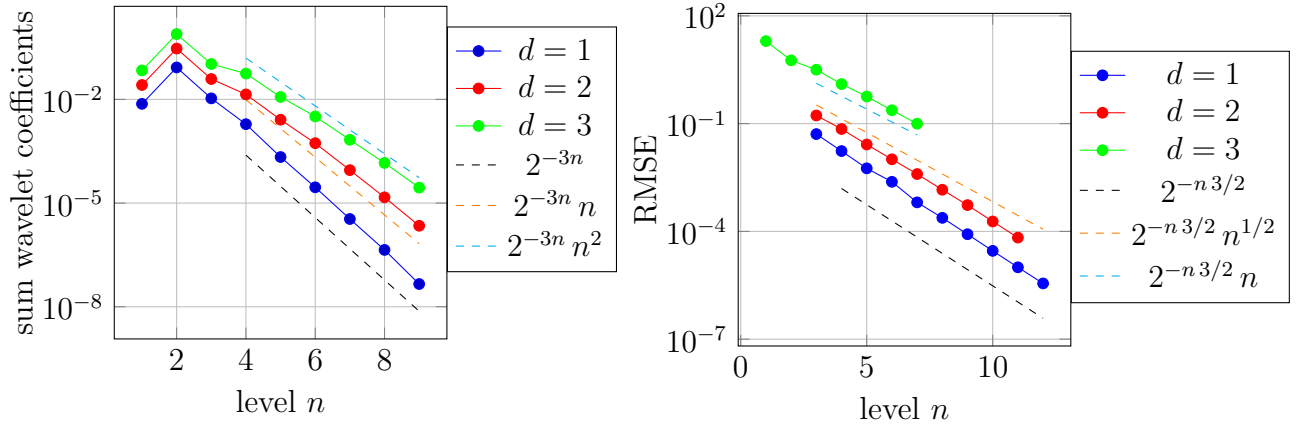 sum wavelet coefficients
10^{-2}
10^{-5}
10^{-8}
2 4 6 8
level n
d = 1
d = 2
d = 3
2^{-3n}
2^{-3n} n
2^{-3n} n^2
RMSE
10^2
10^{-1}
10^{-4}
10^{-7}
0 5 10
level n
d = 1
d = 2
d = 3
2^{-n 3/2}
2^{-n 3/2} n^{1/2}
2^{-n 3/2} n